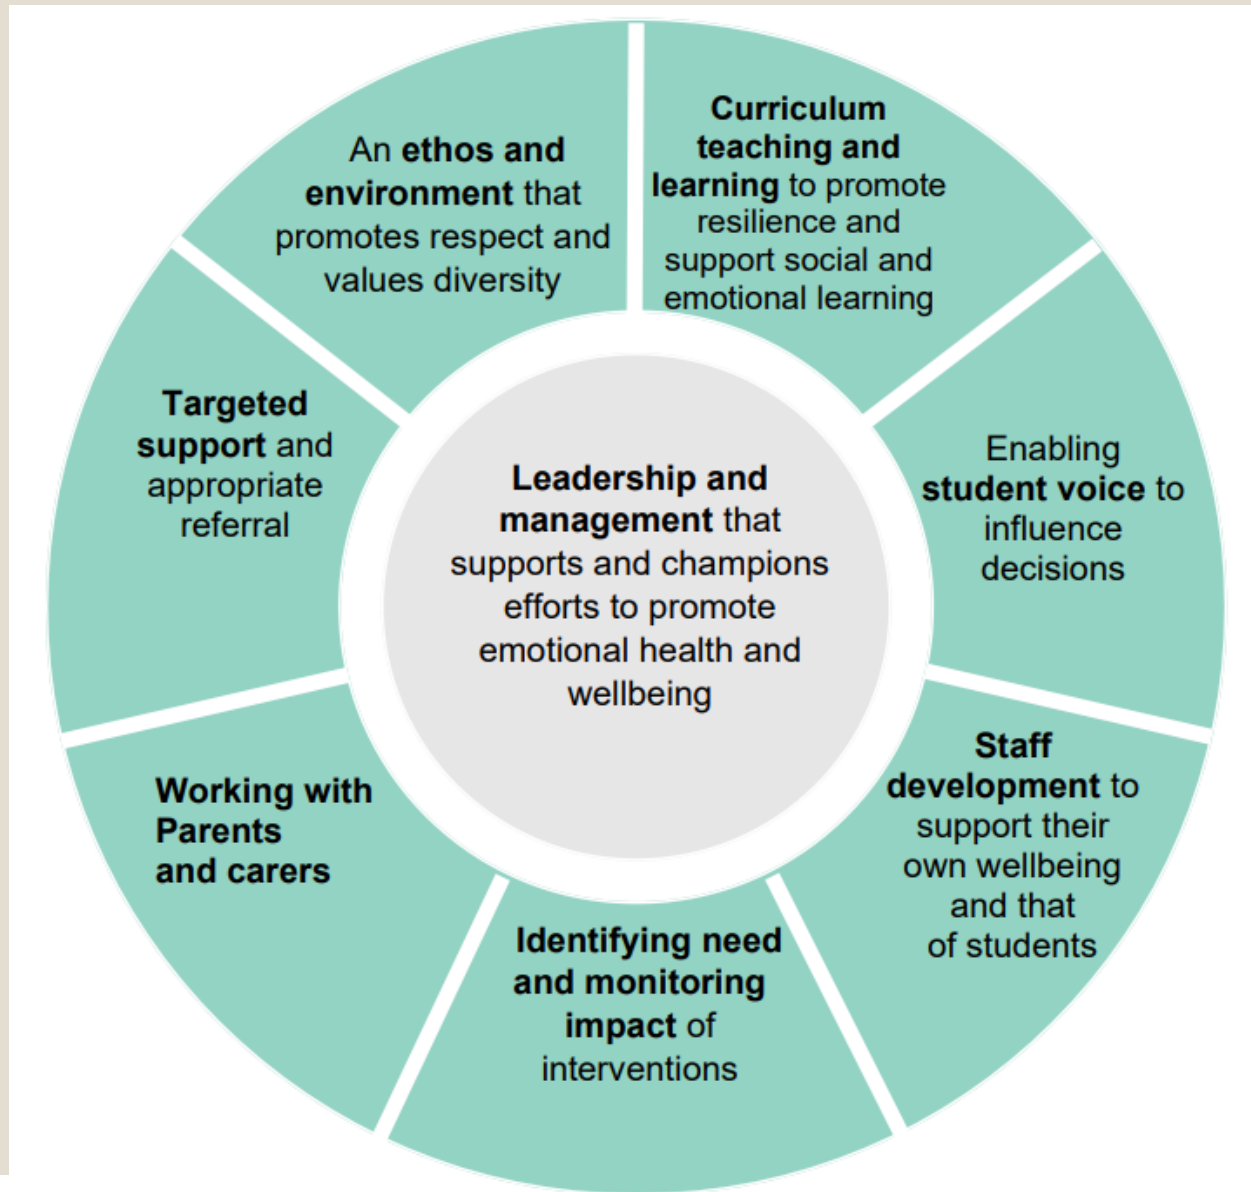 An ethos and
environment that
promotes respect and
values diversity
Curriculum
teaching and
learning to promote
resilience and
support social and
emotional learning
Enabling
student voice to
influence
decisions
Staff
development to
support their
own wellbeing
and that
of students
Identifying need
and monitoring
impact of
interventions
Working with
Parents
and carers
Targeted
support and
appropriate
referral
Leadership and
management that
supports and champions
efforts to promote
emotional health and
wellbeing